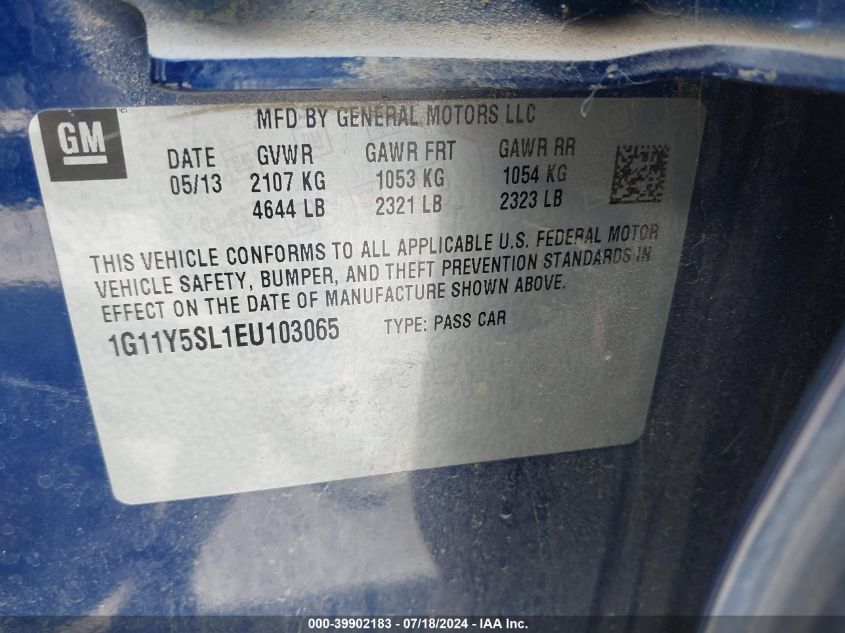 GM
MFD BY GENERAL MOTORS LLC
DATE GVWR GAWR FRT GAWR RR
05/13 2107 KG 1053 KG 1054 KG
4644 LB 2321 LB 2323 LB
THIS VEHICLE CONFORMS TO ALL APPLICABLE U.S. FEDERAL MOTOR
VEHICLE SAFETY, BUMPER, AND THEFT PREVENTION STANDARDS IN
EFFECT ON THE DATE OF MANUFACTURE SHOWN ABOVE.
1G11Y5SL1EU103065 TYPE: PASS CAR
000-39902183 - 07/18/2024 - IAA Inc.